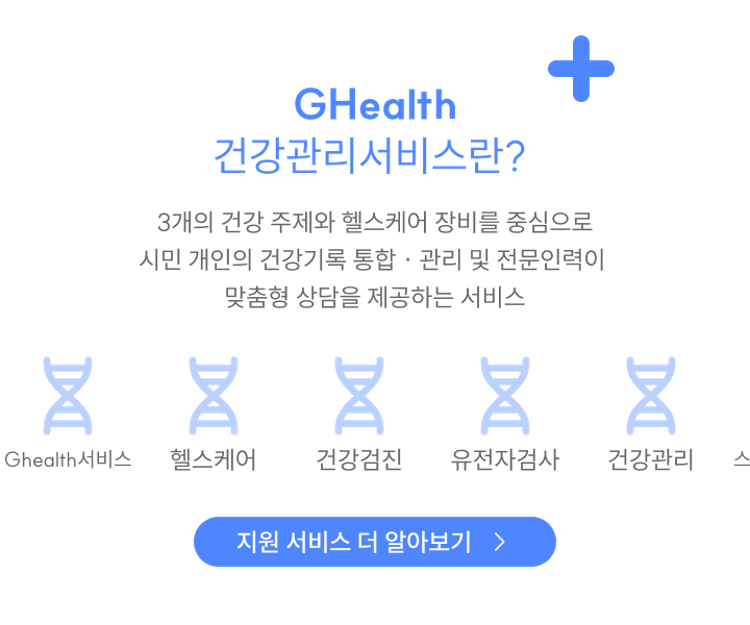 GHealth
건강관리서비스란?
3개의 건강 주제와 헬스케어 장비를 중심으로
시민 개인의 건강기록 통합 · 관리 및 전문인력이
맞춤형 상담을 제공하는 서비스
Ghealth서비스 헬스케어 건강검진 유전자검사 건강관리
지원 서비스 더 알아보기